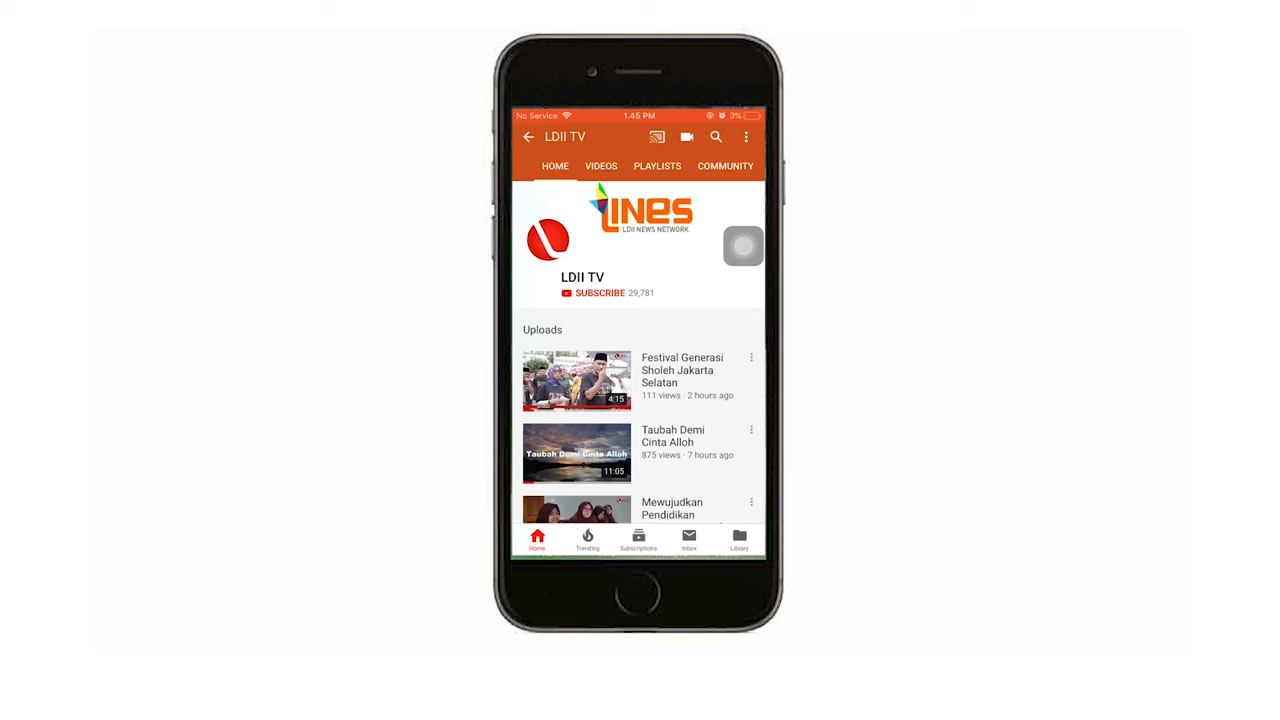 No Service 1.45 PM 3%
LDII TV
HOME VIDEOS PLAYLISTS COMMUNITY
LINES
LDII NEWS NETWORK
LDII TV
SUBSCRIBE 29,781
Uploads
Festival Generasi
Sholeh Jakarta
Selatan
111 views · 2 hours ago
4:15
Taubah Demi
Cinta Alloh
875 views · 7 hours ago
Taubah Demi Cinta Alloh
11:05
Mewujudkan
Pendidikan
Home Trending Subscriptions Inbox Library